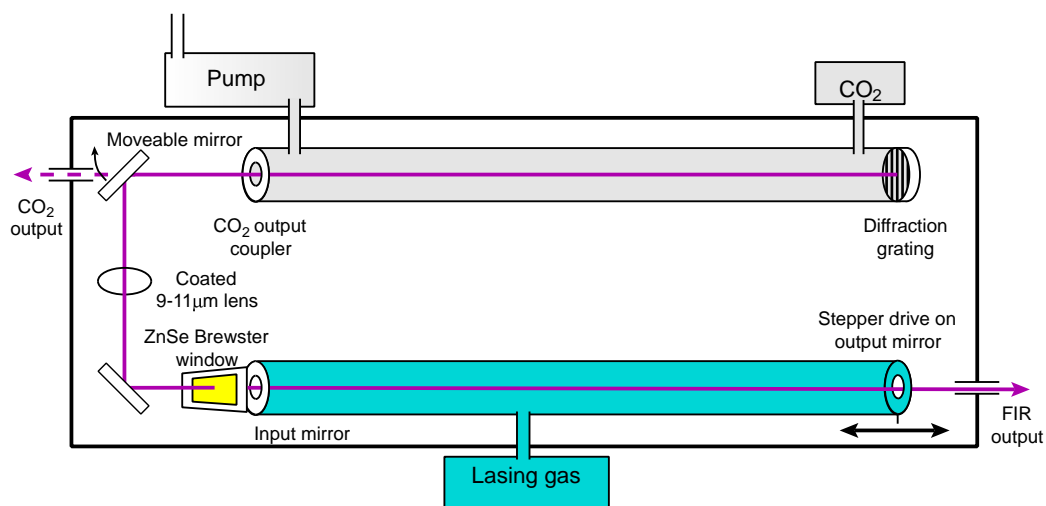 Pump
CO₂
Moveable mirror
CO₂
output
CO₂ output
coupler
Diffraction
grating
Coated
9-11μm lens
Stepper drive on
output mirror
ZnSe Brewster
window
Input mirror
FIR
output
Lasing gas